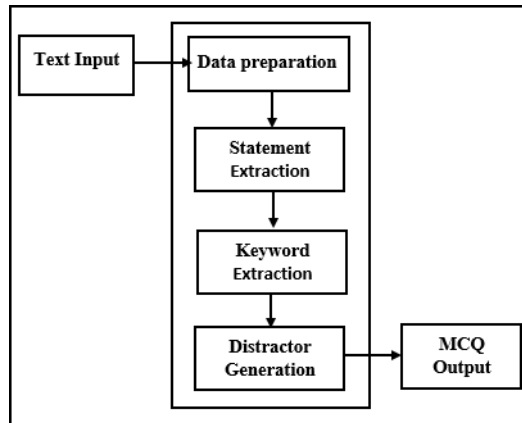 Text Input
Data preparation
Statement
Extraction
Keyword
Extraction
Distractor
Generation
MCQ
Output